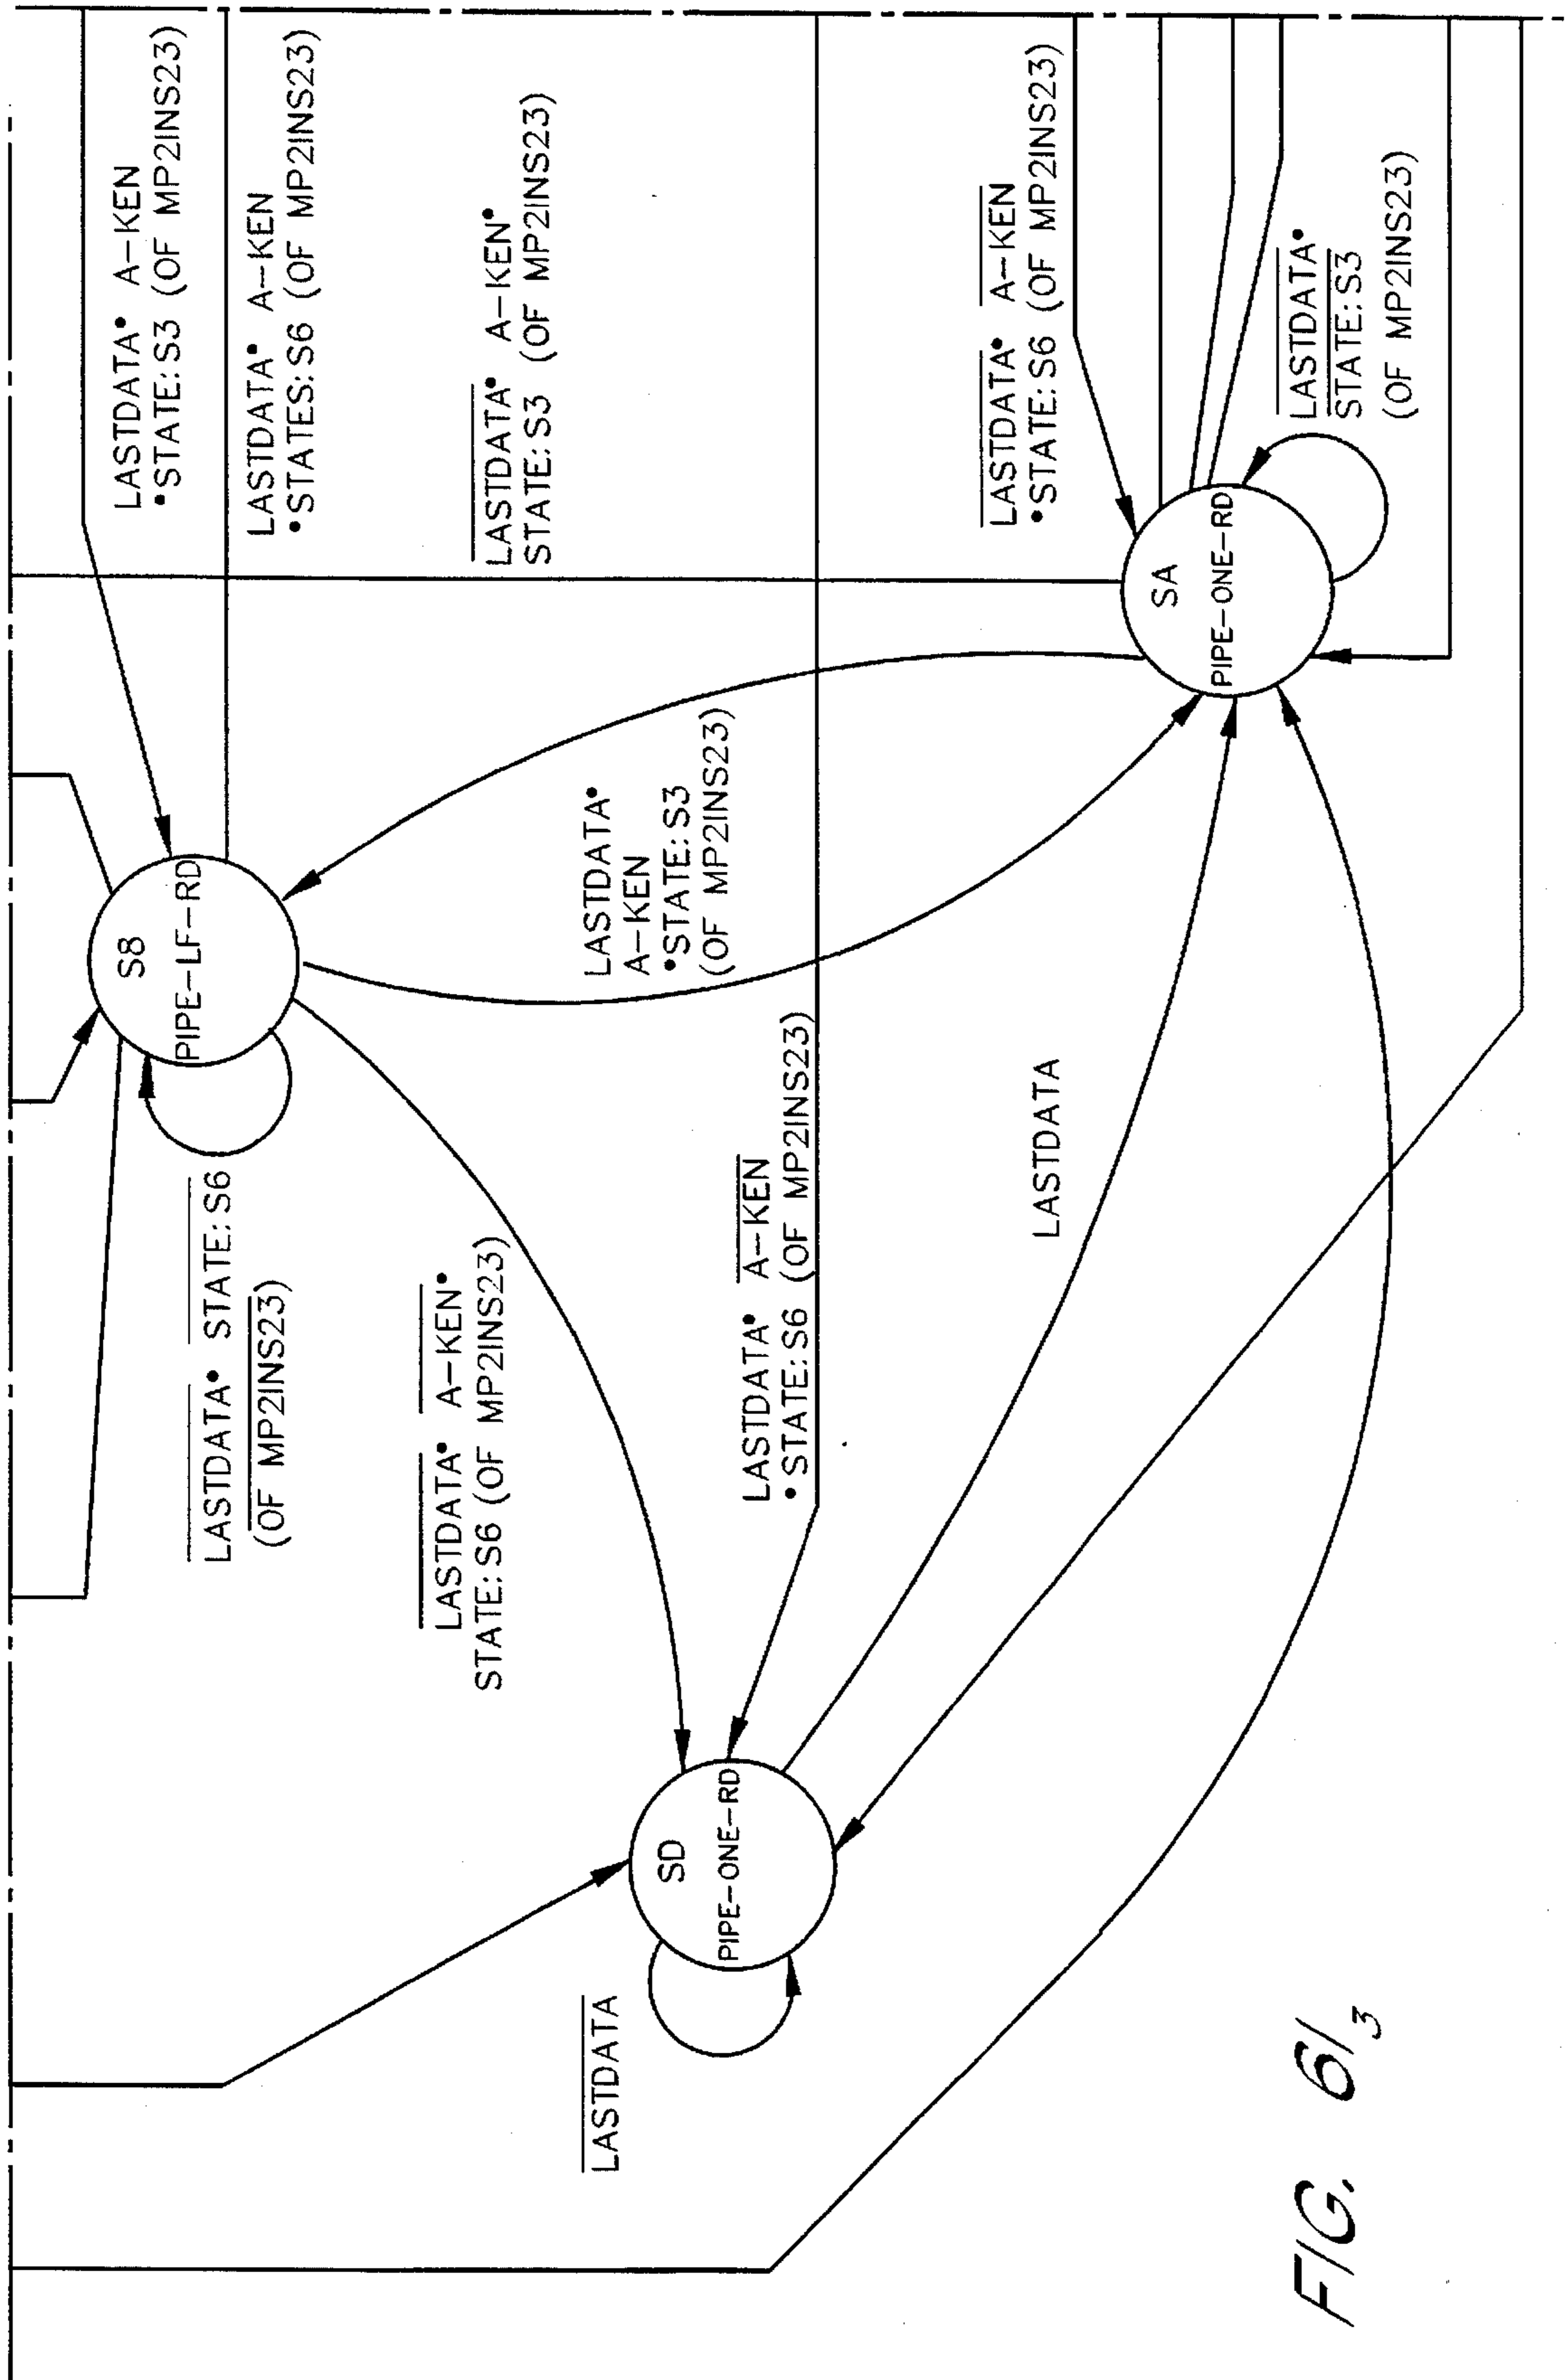 S8
PIPE-LF-RD
LASTDATA• A-KEN
•STATE:S3 (OF MP2INS23)
LASTDATA• A-KEN
•STATES:S6 (OF MP2INS23)
LASTDATA• STATE:S6
(OF MP2INS23)
LASTDATA• A-KEN•
STATE:S6 (OF MP2INS23)
LASTDATA• A-KEN•
STATE:S3 (OF MP2INS23)
LASTDATA
LASTDATA•
A-KEN
•STATE:S3
(OF MP2INS23)
SD
PIPE-ONE-RD
LASTDATA• A-KEN
•STATE:S6 (OF MP2INS23)
LASTDATA
LASTDATA• A-KEN
•STATE:S6 (OF MP2INS23)
SA
PIPE-ONE-RD
LASTDATA•
STATE:S3
(OF MP2INS23)
FIG. 6I3